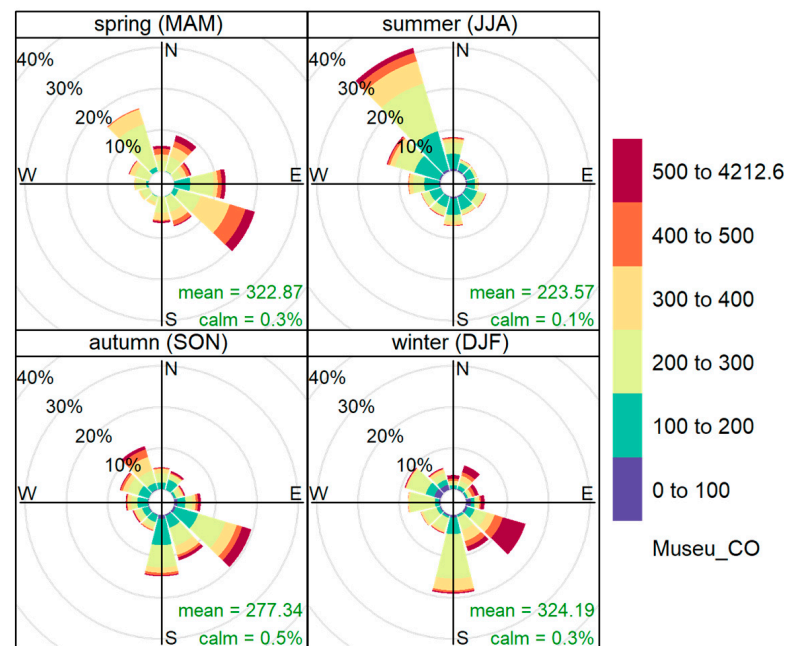 spring (MAM)
N
40%
30%
20%
10%
W
E
mean = 322.87
S
calm = 0.3%
summer (JJA)
N
40%
30%
20%
10%
W
E
mean = 223.57
S
calm = 0.1%
autumn (SON)
N
40%
30%
20%
10%
W
E
mean = 277.34
S
calm = 0.5%
winter (DJF)
N
40%
30%
20%
10%
W
E
mean = 324.19
S
calm = 0.3%
500 to 4212.6
400 to 500
300 to 400
200 to 300
100 to 200
0 to 100
Museu_CO